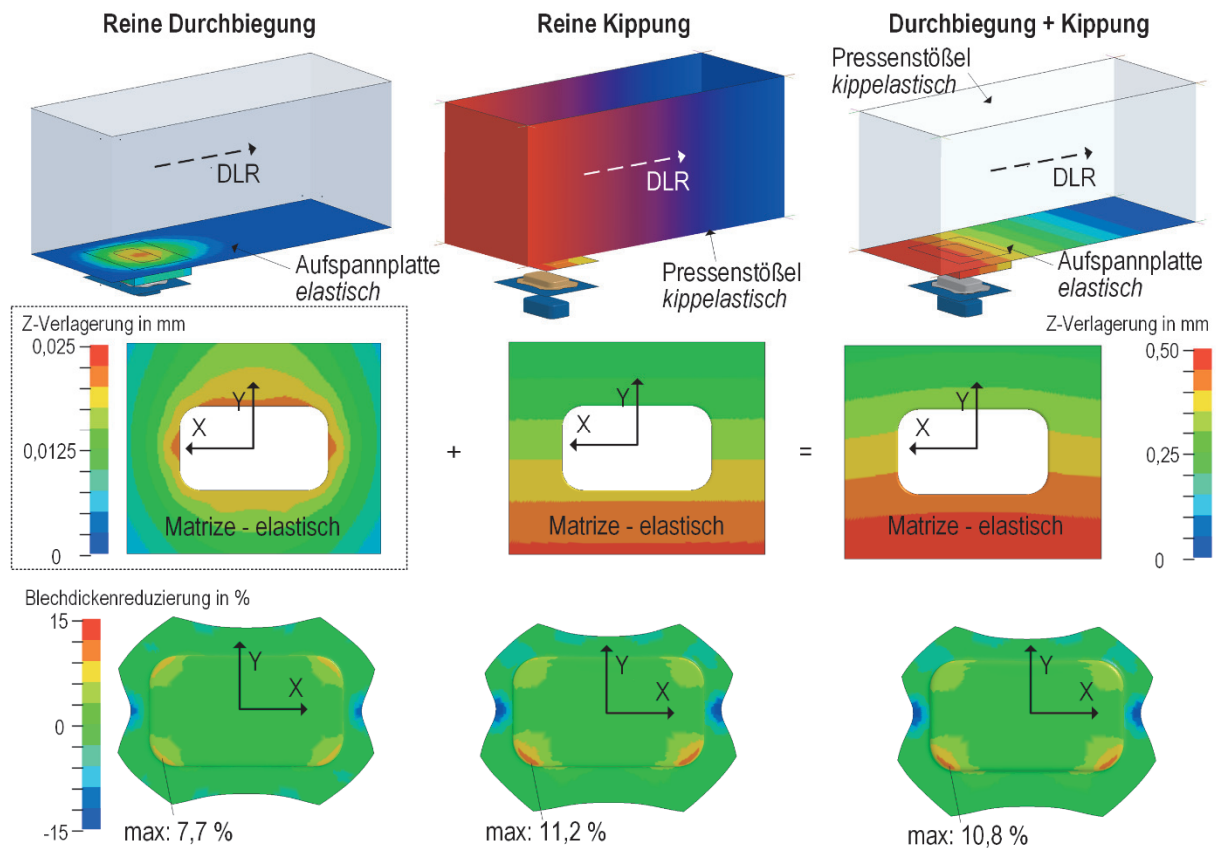 Reine Durchbiegung
Reine Kippung
Durchbiegung + Kippung
Pressenstößel
kippelastisch
DLR
DLR
DLR
Aufspannplatte
elastisch
Pressenstößel
kippelastisch
Aufspannplatte
elastisch
Z-Verlagerung in mm
0,025
0,0125
0
Y
X
Matrize - elastisch
+
Y
X
Matrize - elastisch
=
Y
X
Matrize - elastisch
Z-Verlagerung in mm
0,50
0,25
0
Blechdickenreduzierung in %
15
0
-15
Y
X
max: 7,7 %
Y
X
max: 11,2 %
Y
X
max: 10,8 %